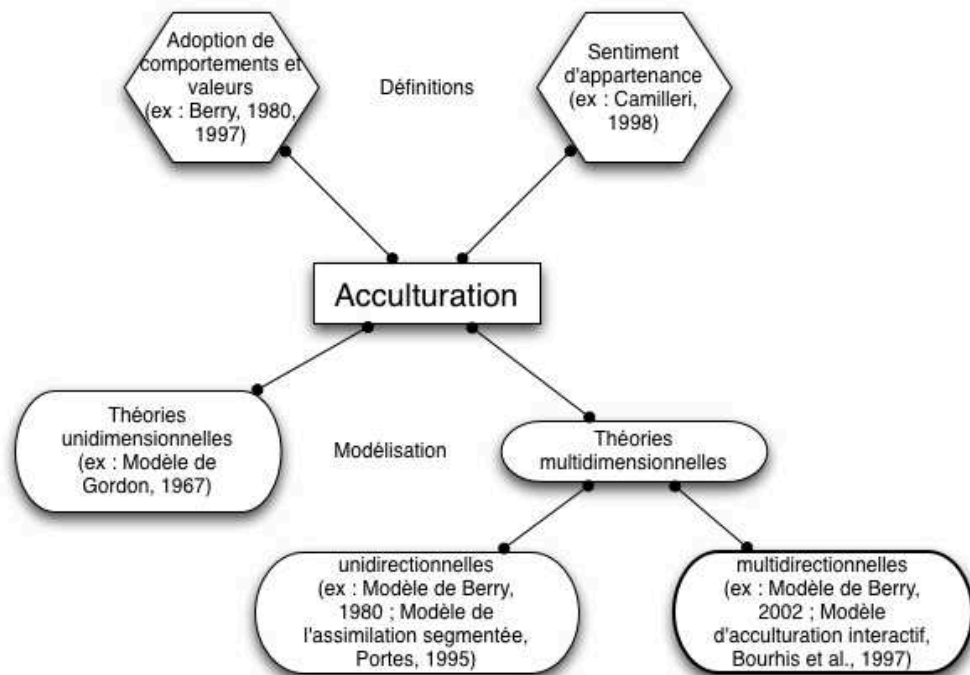 Adoption de
comportements et
valeurs
(ex : Berry, 1980,
1997)
Définitions
Sentiment
d'appartenance
(ex : Camilleri,
1998)
Acculturation
Théories
unidimensionnelles
(ex : Modèle de
Gordon, 1967)
Modélisation
Théories
multidimensionnelles
unidirectionnelles
(ex : Modèle de Berry,
1980 ; Modèle de
l'assimilation segmentée,
Portes, 1995)
multidirectionnelles
(ex : Modèle de Berry,
2002 ; Modèle
d'acculturation interactif,
Bourhis et al., 1997)